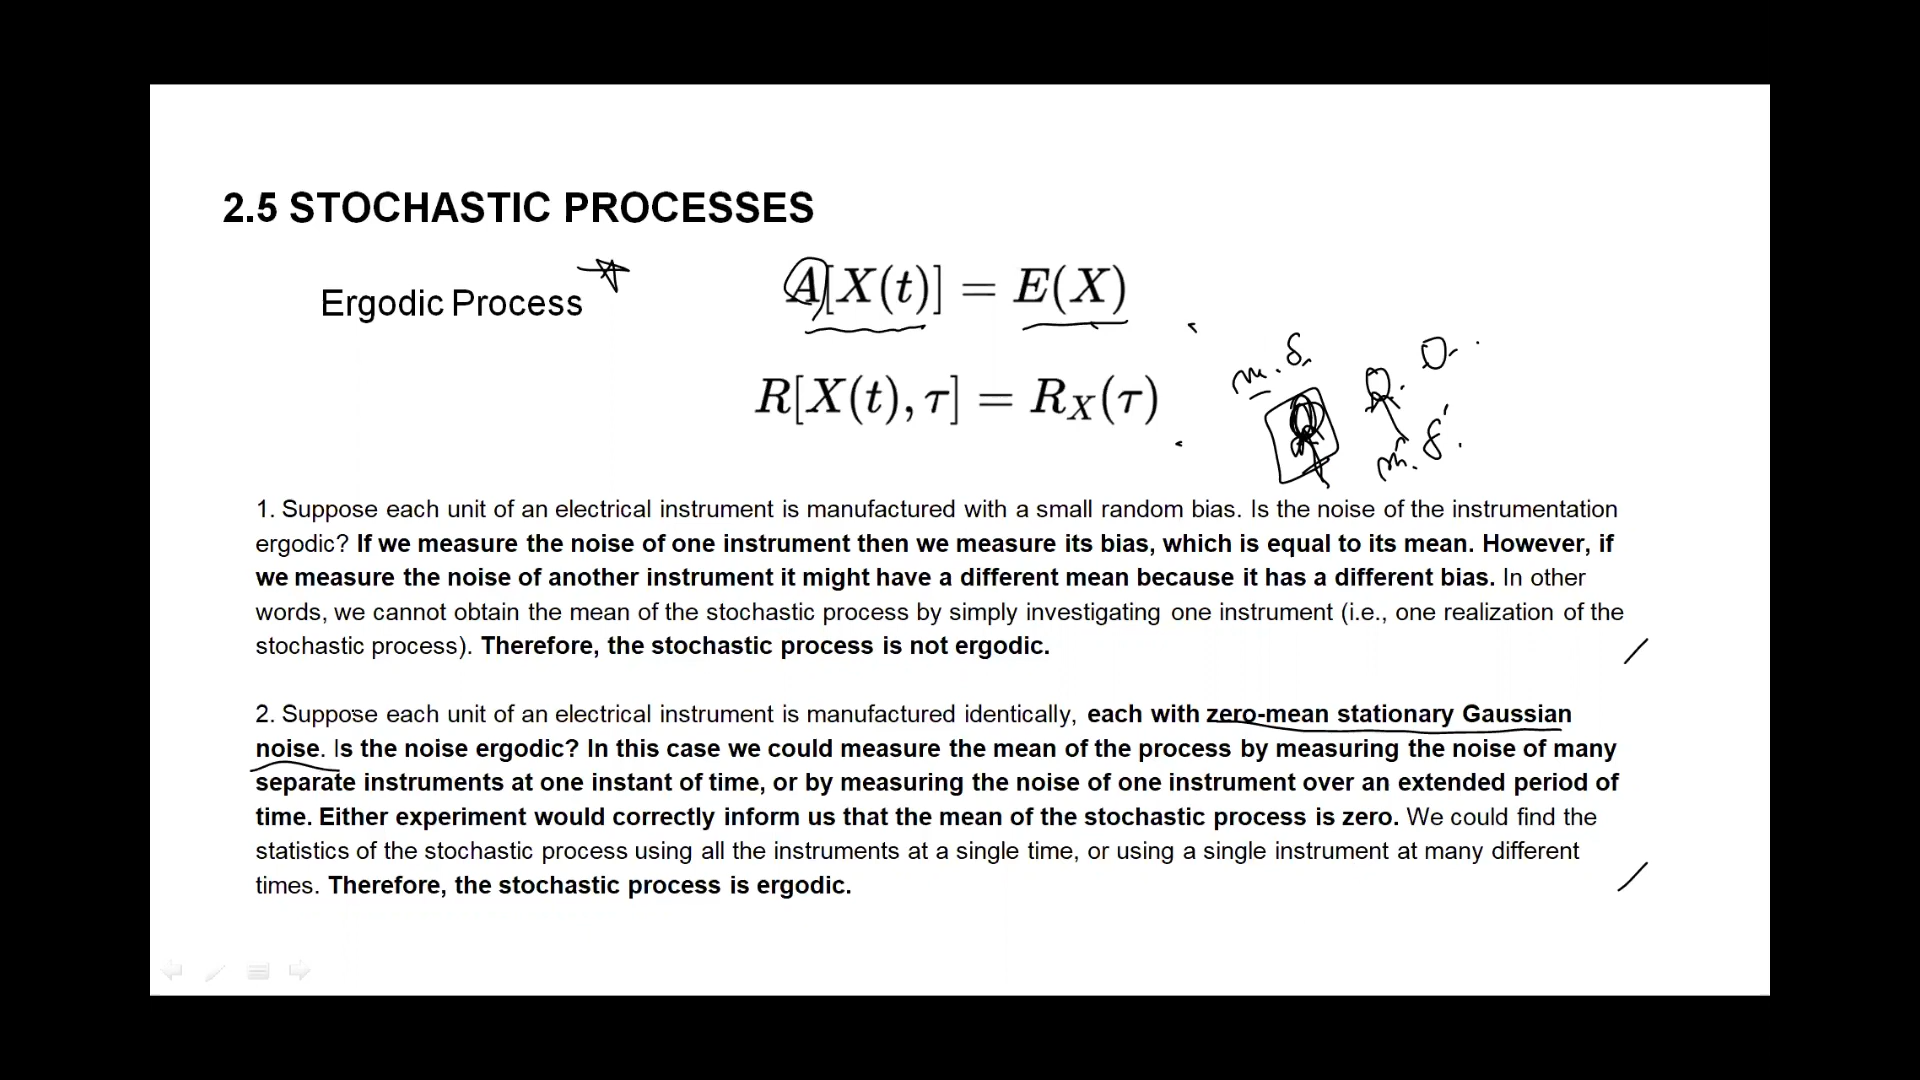 2.5 STOCHASTIC PROCESSES
Ergodic Process
A[X(t)] = E(X)
R[X(t), τ] = R_X(τ)
m. δ
m. δ'
1. Suppose each unit of an electrical instrument is manufactured with a small random bias. Is the noise of the instrumentation
ergodic? If we measure the noise of one instrument then we measure its bias, which is equal to its mean. However, if
we measure the noise of another instrument it might have a different mean because it has a different bias. In other
words, we cannot obtain the mean of the stochastic process by simply investigating one instrument (i.e., one realization of the
stochastic process). Therefore, the stochastic process is not ergodic.
2. Suppose each unit of an electrical instrument is manufactured identically, each with zero-mean stationary Gaussian
noise. Is the noise ergodic? In this case we could measure the mean of the process by measuring the noise of many
separate instruments at one instant of time, or by measuring the noise of one instrument over an extended period of
time. Either experiment would correctly inform us that the mean of the stochastic process is zero. We could find the
statistics of the stochastic process using all the instruments at a single time, or using a single instrument at many different
times. Therefore, the stochastic process is ergodic.